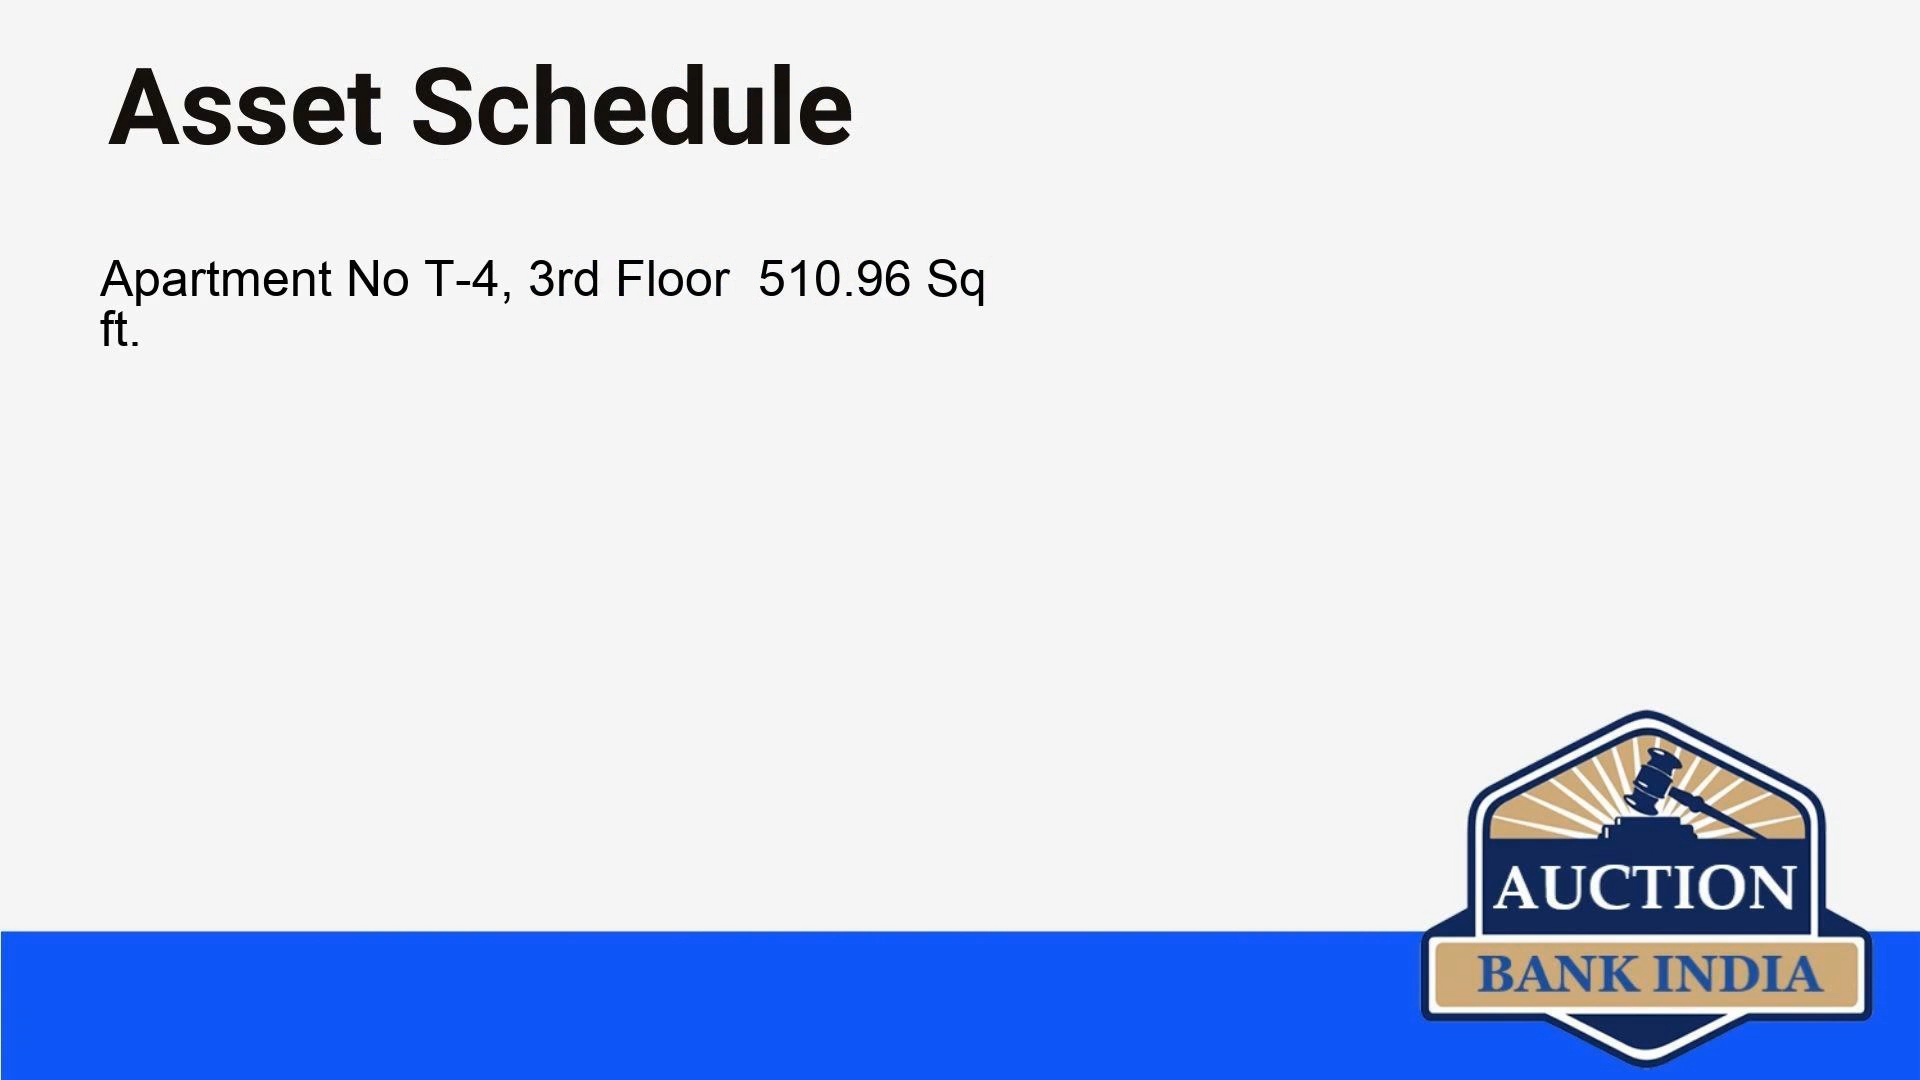 Asset Schedule
Apartment No T-4, 3rd Floor  510.96 Sq
ft.
AUCTION
BANK INDIA